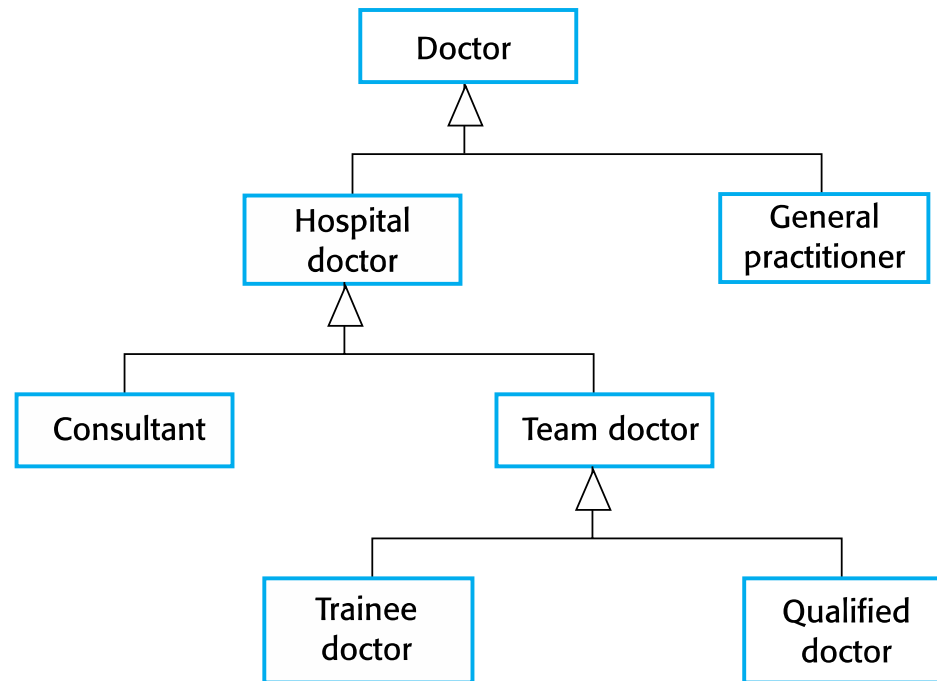 Doctor
Hospital
doctor
General
practitioner
Consultant
Team doctor
Trainee
doctor
Qualified
doctor